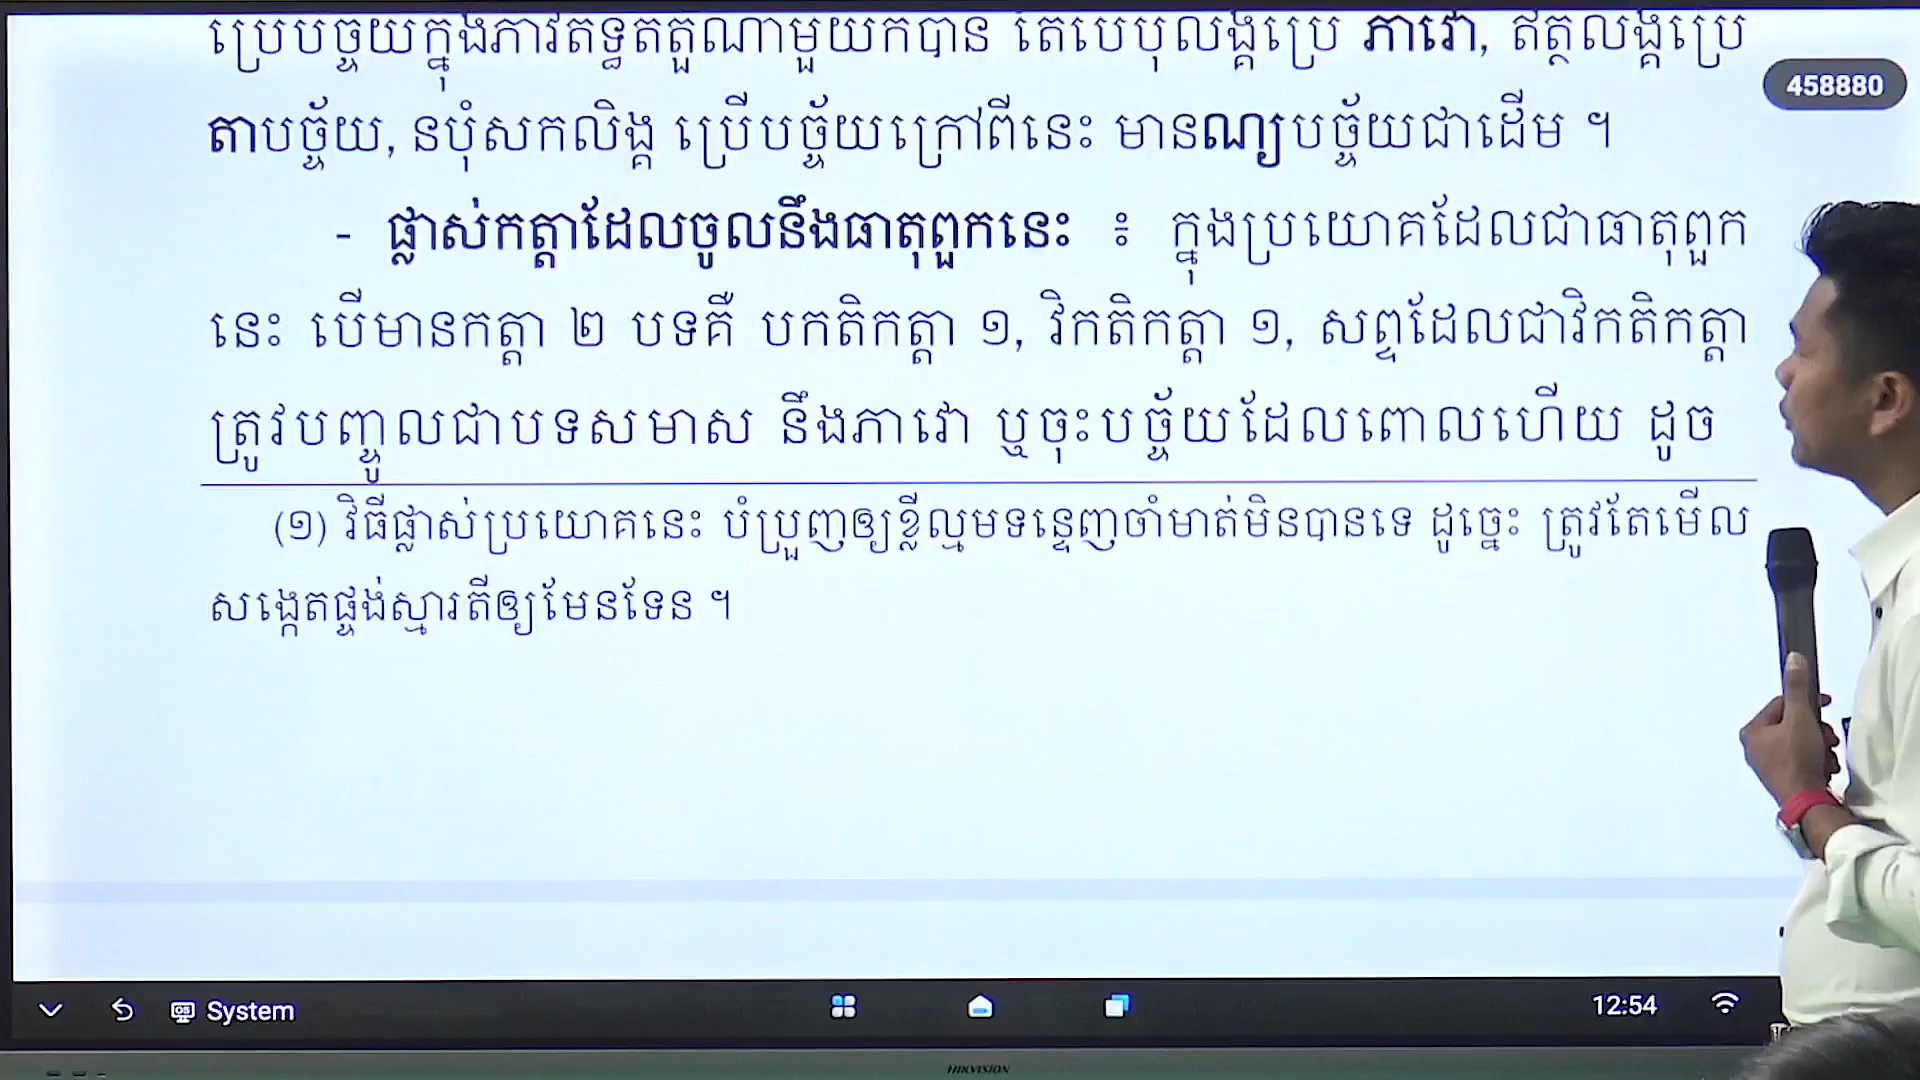 ប្រើបច្ច័យក្នុងភាវតទ្ធិតតួណាមួយក៏បាន តែបើបុលិង្គប្រើ ភាវោ, ឥត្ថីលិង្គប្រើ
458880
តាបច្ច័យ, នបុំសកលិង្គ ប្រើបច្ច័យក្រៅពីនេះ មានណ្យបច្ច័យជាដើម ។
- ផ្លាស់កត្តាដែលចូលនឹងធាតុពួកនេះ ៖ ក្នុងប្រយោគដែលជាធាតុពួក
នេះ បើមានកត្តា ២ បទគឺ បកតិកត្តា ១, វិកតិកត្តា ១, សព្ទដែលជាវិកតិកត្តា
ត្រូវបញ្ចូលជាបទសមាស នឹងភាវោ ឬចុះបច្ច័យដែលពោលហើយ ដូច
(១) វិធីផ្លាស់ប្រយោគនេះ បំប្រួញឲ្យខ្លីល្មមទន្ទេញចាំមាត់មិនបានទេ ដូច្នេះ ត្រូវតែមើល
សង្កេតផ្ចង់ស្មារតីឲ្យមែនទែន ។
System
12:54
HIKVISION